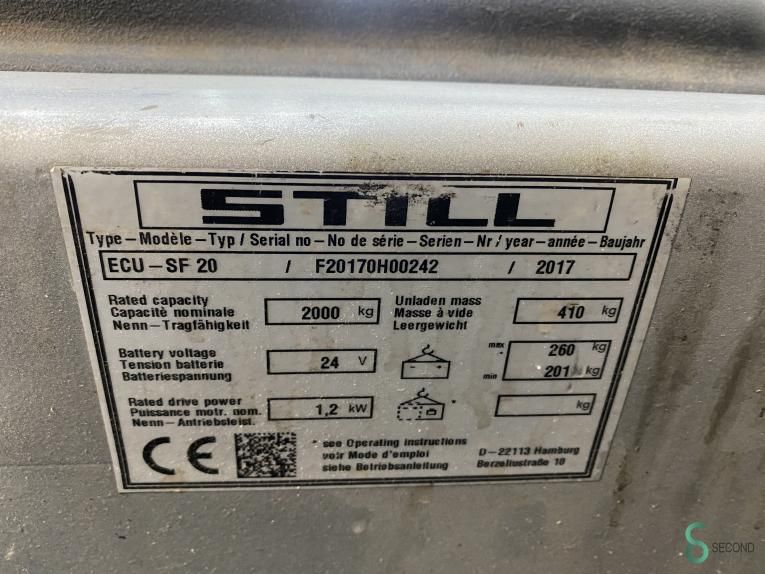 STILL
Type – Modèle – Typ / Serial no – No de série – Serien – Nr / year – année – Baujahr
ECU – SF 20 / F20170H00242 / 2017
Rated capacity
Capacité nominale
Nenn – Tragfähigkeit
2000 kg
Unladen mass
Masse à vide
Leergewicht
410 kg
Battery voltage
Tension batterie
Batteriespannung
24 V
max 260 kg
min 201 kg
Rated drive power
Puissance motr. nom.
Nenn – Antriebsleist.
1,2 kW
*
kg
CE
* see Operating instructions
voir Mode d'emploi
siehe Betriebsanleitung
D – 22113 Hamburg
Berzeliusstraße 10
SECOND